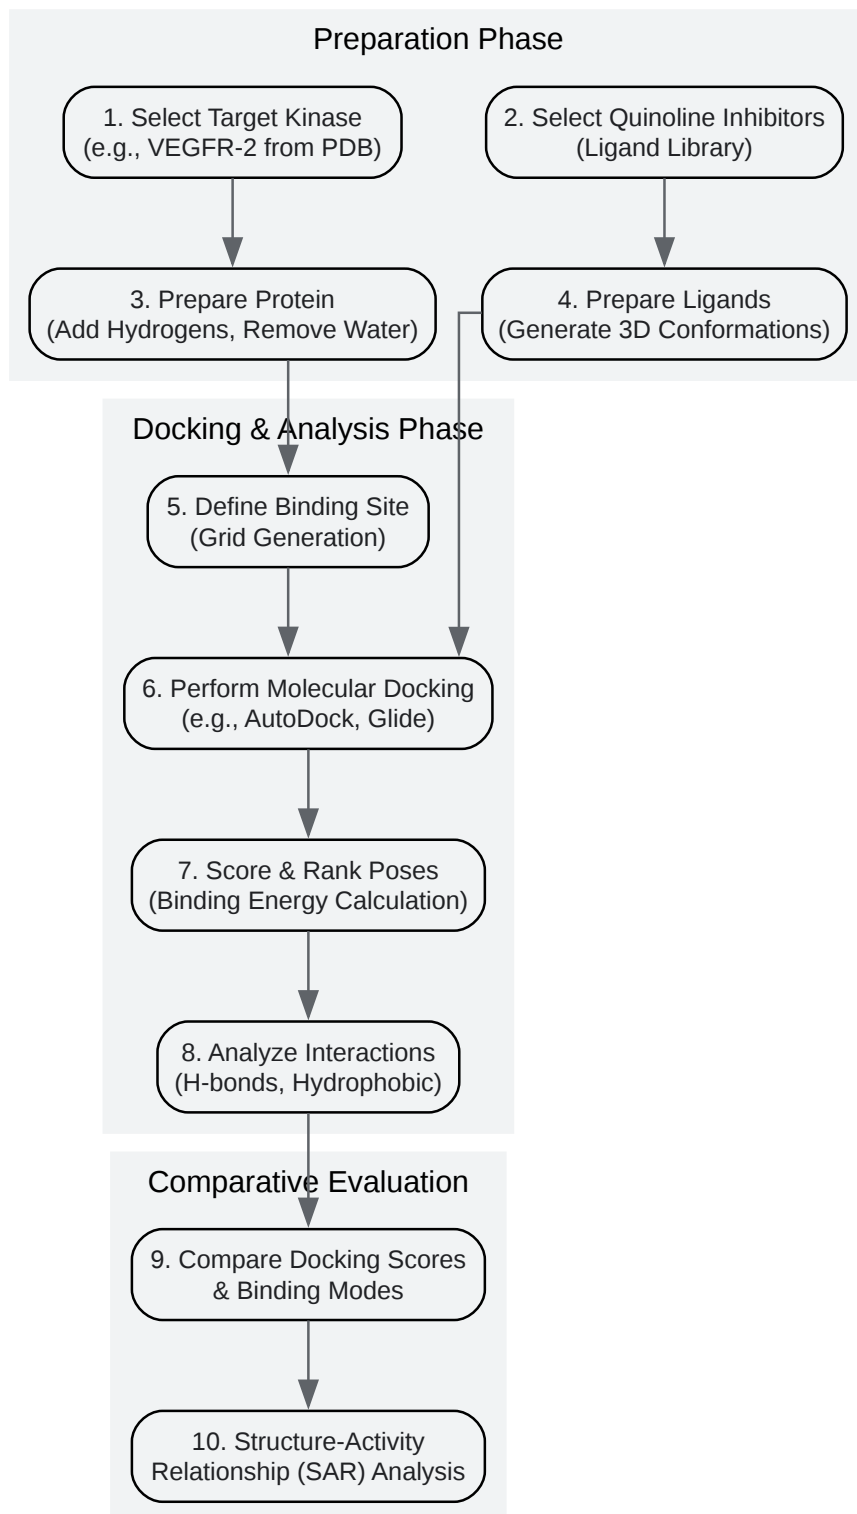 Preparation Phase
1. Select Target Kinase
(e.g., VEGFR-2 from PDB)
2. Select Quinoline Inhibitors
(Ligand Library)
3. Prepare Protein
(Add Hydrogens, Remove Water)
4. Prepare Ligands
(Generate 3D Conformations)
Docking & Analysis Phase
5. Define Binding Site
(Grid Generation)
6. Perform Molecular Docking
(e.g., AutoDock, Glide)
7. Score & Rank Poses
(Binding Energy Calculation)
8. Analyze Interactions
(H-bonds, Hydrophobic)
Comparative Evaluation
9. Compare Docking Scores
& Binding Modes
10. Structure-Activity
Relationship (SAR) Analysis